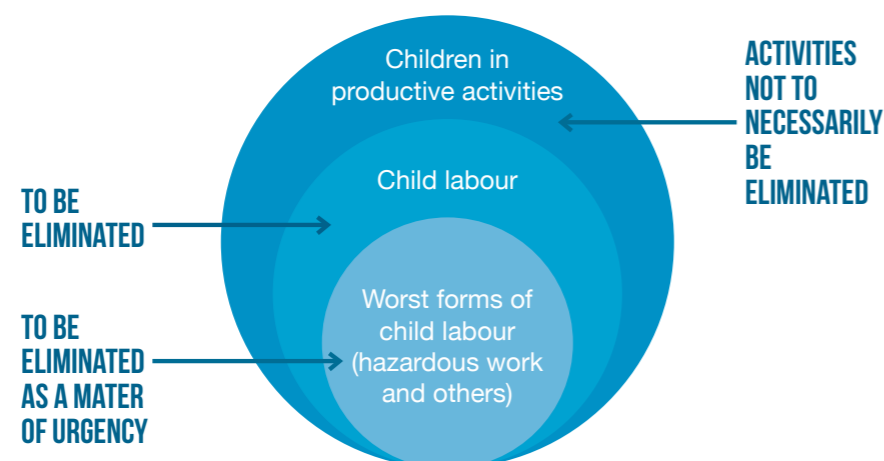 Children in
productive activities
ACTIVITIES
NOT TO
NECESSARILY
BE
ELIMINATED
Child labour
TO BE
ELIMINATED
Worst forms of
child labour
(hazardous work
and others)
TO BE
ELIMINATED
AS A MATER
OF URGENCY